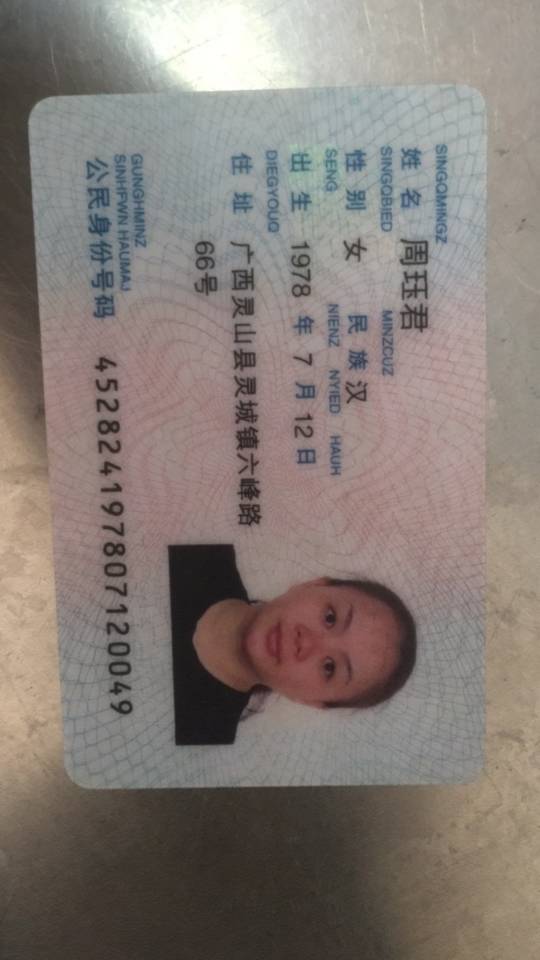 SINGQMINGZ
姓 名 周珏君
SINGQBIED MINZCUZ
性 别 女 民 族 汉
SENG NIENZ NYIED HAUH
出 生 1978 年 7 月 12 日
DIEGYOUQ
住 址 广西灵山县灵城镇六峰路
66号
GUNGHMINZ
SINHFWN HAUMAJ
公民身份号码 452824197807120049